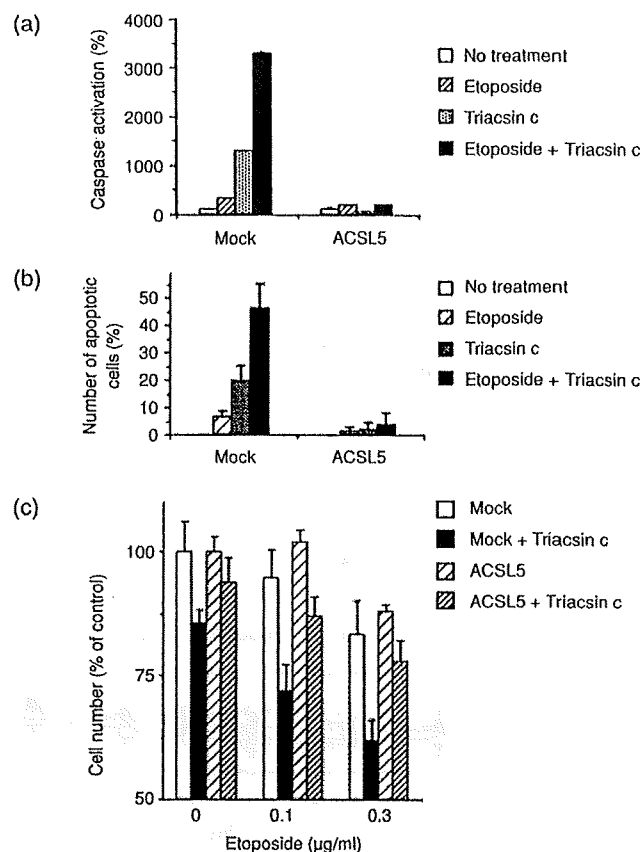 (a)
Caspase activation (%)
4000
3000
2000
1000
0
Mock
ACSL5
No treatment
Etoposide
Triacsin c
Etoposide + Triacsin c
(b)
Number of apoptotic
cells (%)
50
40
30
20
10
0
Mock
ACSL5
No treatment
Etoposide
Triacsin c
Etoposide + Triacsin c
(c)
Cell number (% of control)
100
75
50
0
0.1
0.3
Etoposide (μg/ml)
Mock
Mock + Triacsin c
ACSL5
ACSL5 + Triacsin c